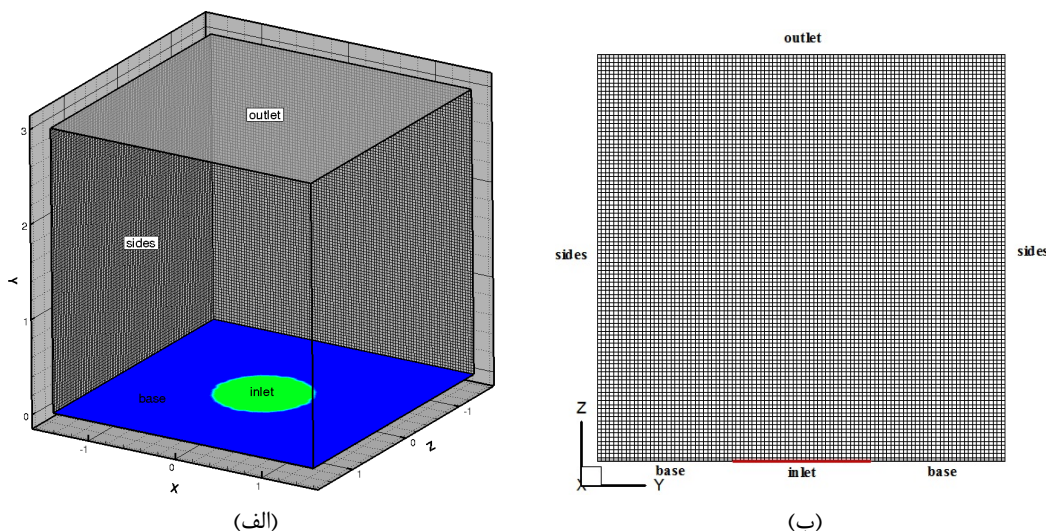 outlet
sides
inlet
base
Y
3
2
1
0
-1
0
1
X
-1
0
1
Z
(الف)
outlet
sides
sides
Z
X
Y
base
inlet
base
(ب)